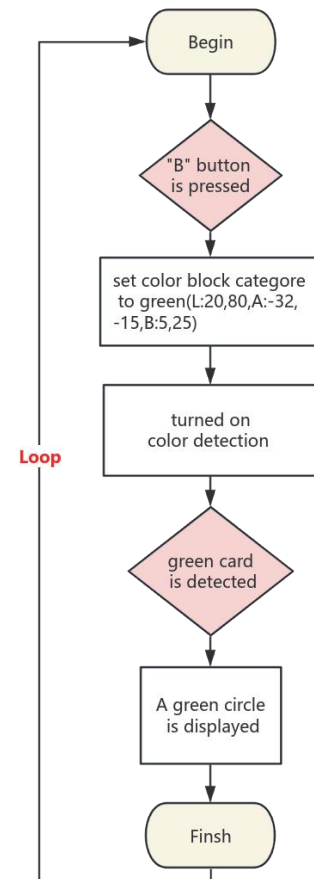 Begin
"B" button
is pressed
set color block categore
to green(L:20,80,A:-32,
-15,B:5,25)
turned on
color detection
Loop
green card
is detected
A green circle
is displayed
Finsh